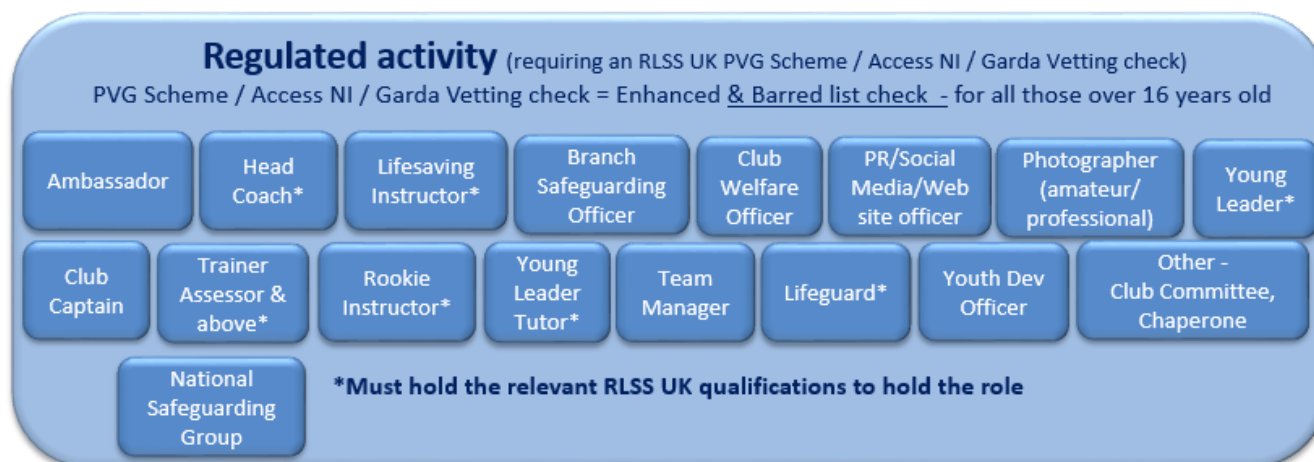 Regulated activity (requiring an RLSS UK PVG Scheme / Access NI / Garda Vetting check)
PVG Scheme / Access NI / Garda Vetting check = Enhanced & Barred list check - for all those over 16 years old
Ambassador
Head
Coach*
Lifesaving
Instructor*
Branch
Safeguarding
Officer
Club
Welfare
Officer
PR/Social
Media/Web
site officer
Photographer
(amateur/
professional)
Young
Leader*
Club
Captain
Trainer
Assessor &
above*
Rookie
Instructor*
Young
Leader
Tutor*
Team
Manager
Lifeguard*
Youth Dev
Officer
Other -
Club Committee,
Chaperone
National
Safeguarding
Group
*Must hold the relevant RLSS UK qualifications to hold the role